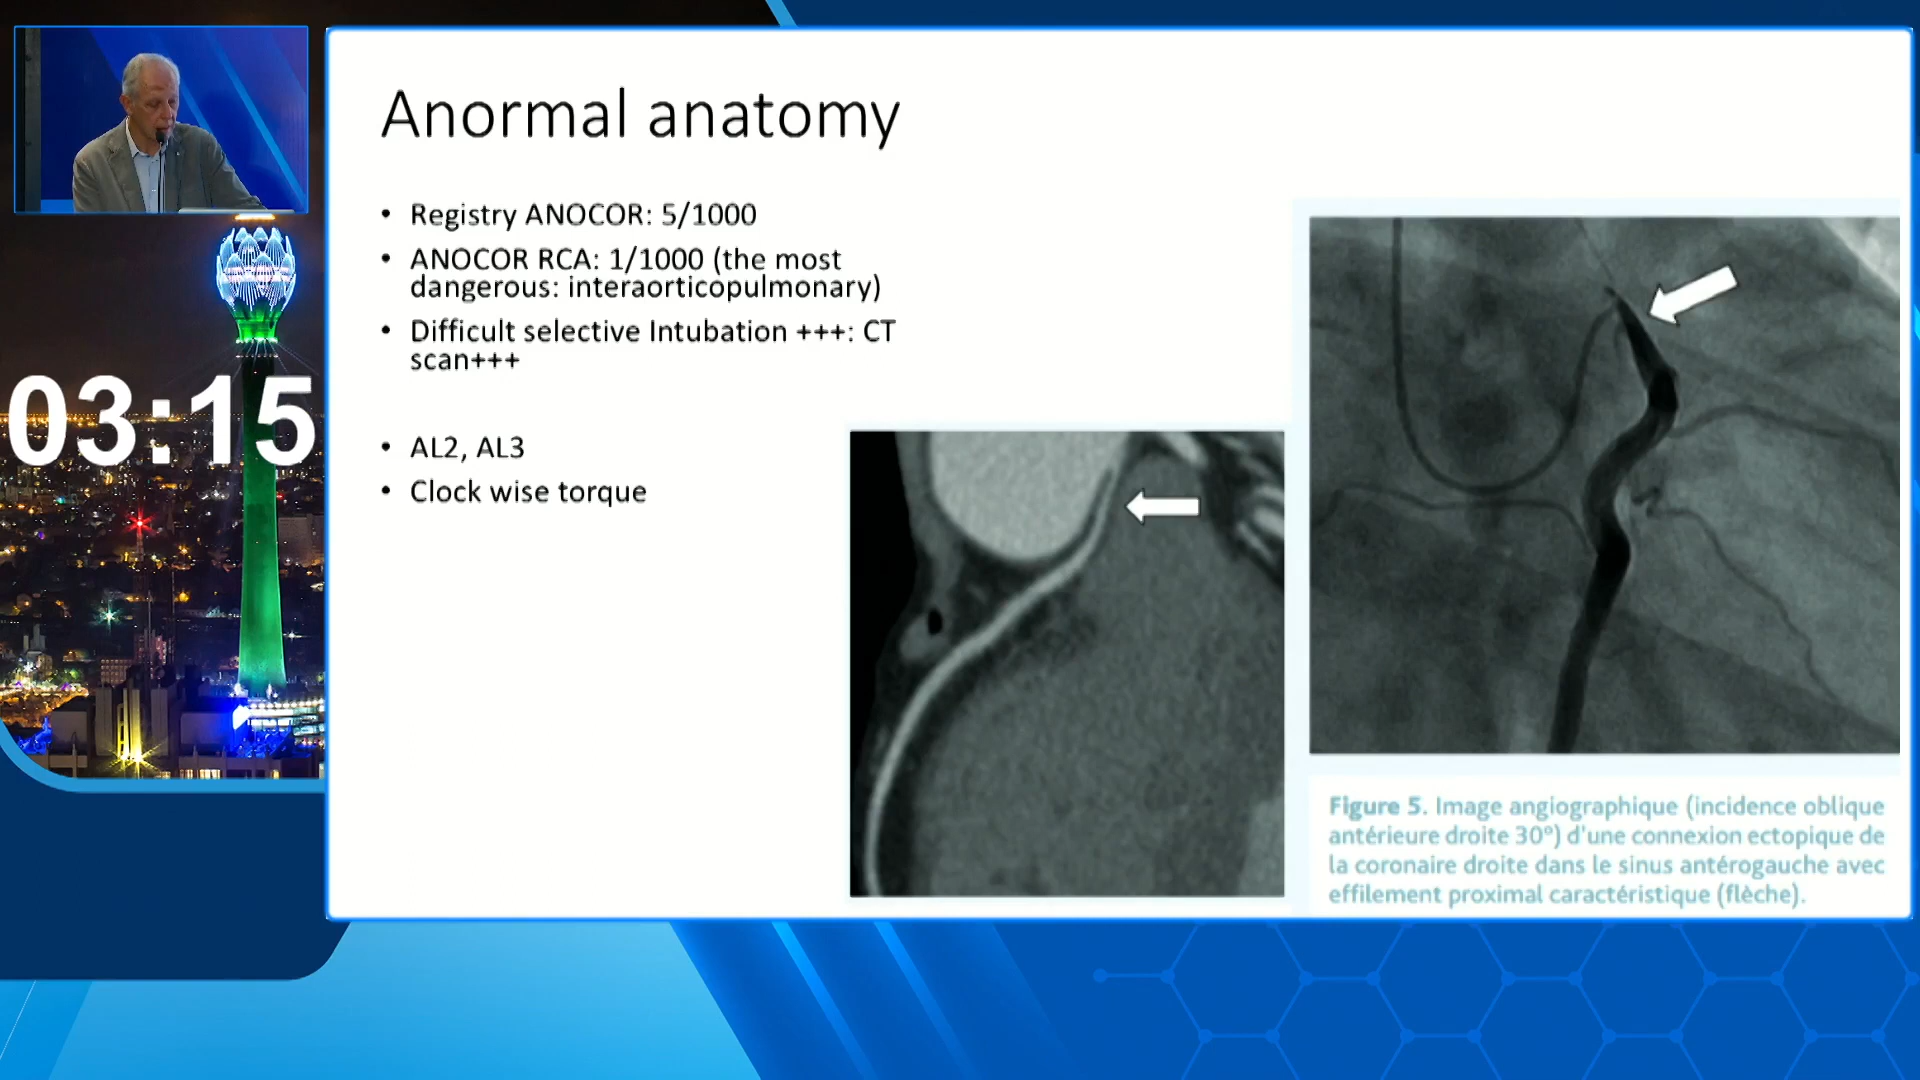 Anormal anatomy
• Registry ANOCOR: 5/1000
• ANOCOR RCA: 1/1000 (the most
dangerous: interaorticopulmonary)
• Difficult selective Intubation +++: CT
scan+++
• AL2, AL3
• Clock wise torque
03:15
Figure 5. Image angiographique (incidence oblique
antérieure droite 30°) d'une connexion ectopique de
la coronaire droite dans le sinus antérogauche avec
effilement proximal caractéristique (flèche).